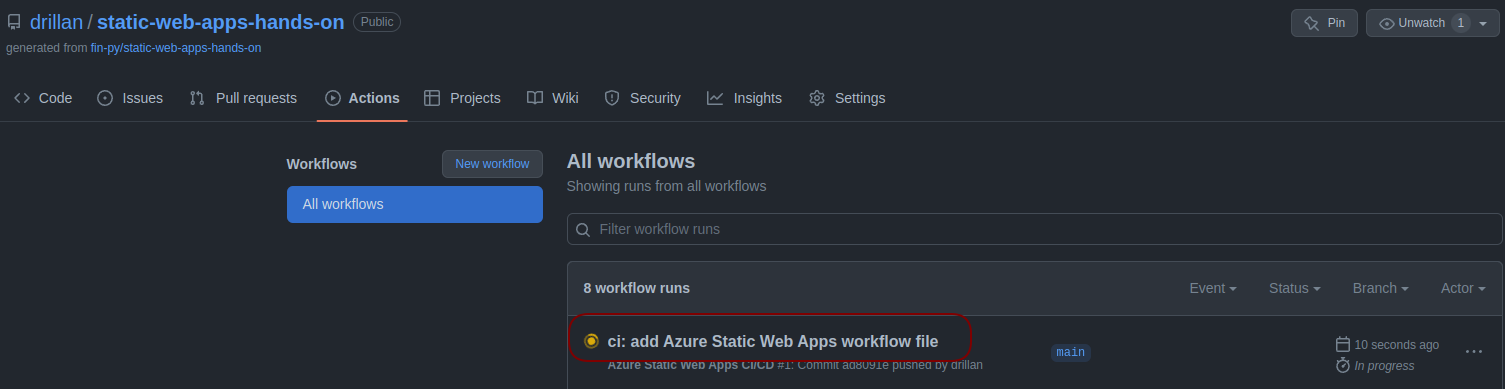 drillan / static-web-apps-hands-on Public
Pin
Unwatch 1
generated from fin-py/static-web-apps-hands-on
Code Issues Pull requests Actions Projects Wiki Security Insights Settings
Workflows
New workflow
All workflows
All workflows
Showing runs from all workflows
Filter workflow runs
8 workflow runs
Event Status Branch Actor
ci: add Azure Static Web Apps workflow file
Azure Static Web Apps CI/CD #1: Commit ad8091e pushed by drillan
main
10 seconds ago
In progress